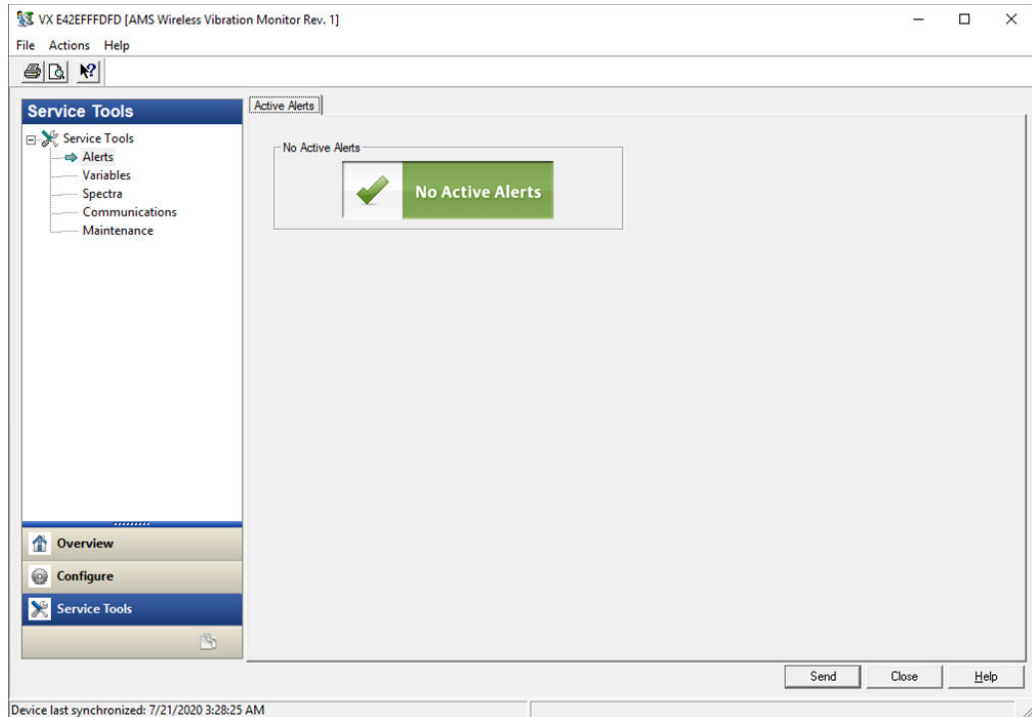 VX E42EFFFDFD [AMS Wireless Vibration Monitor Rev. 1]
File Actions Help
Service Tools
Active Alerts
Service Tools
Alerts
Variables
Spectra
Communications
Maintenance
No Active Alerts
No Active Alerts
Overview
Configure
Service Tools
Send Close Help
Device last synchronized: 7/21/2020 3:28:25 AM